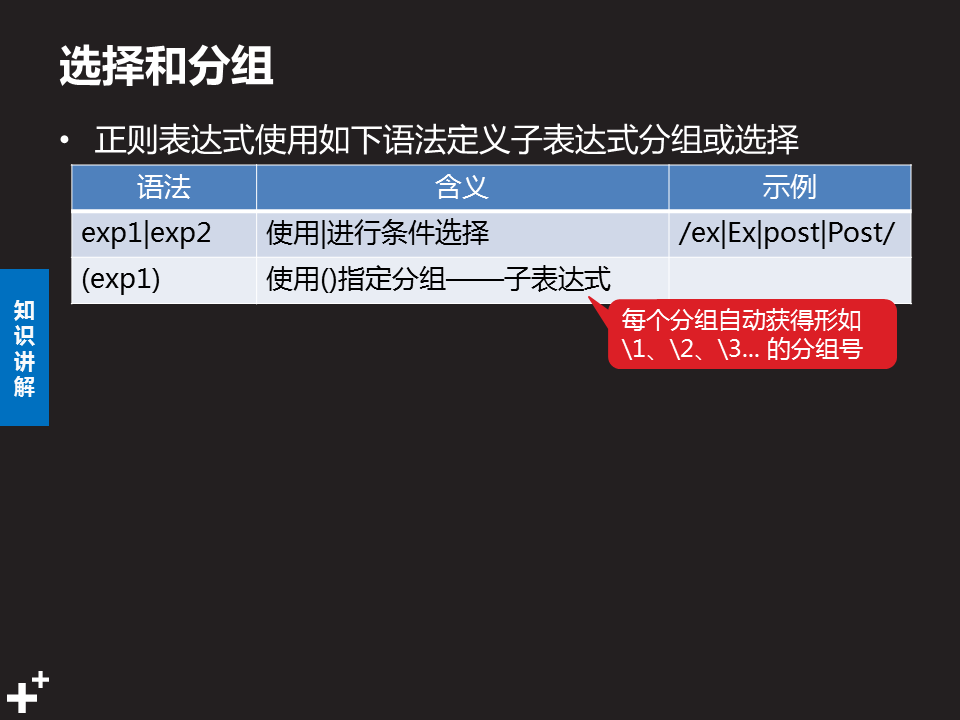 选择和分组
• 正则表达式使用如下语法定义子表达式分组或选择
语法 含义 示例
exp1|exp2 使用|进行条件选择 /ex|Ex|post|Post/
(exp1) 使用()指定分组——子表达式
每个分组自动获得形如
\1、\2、\3... 的分组号
知
识
讲
解